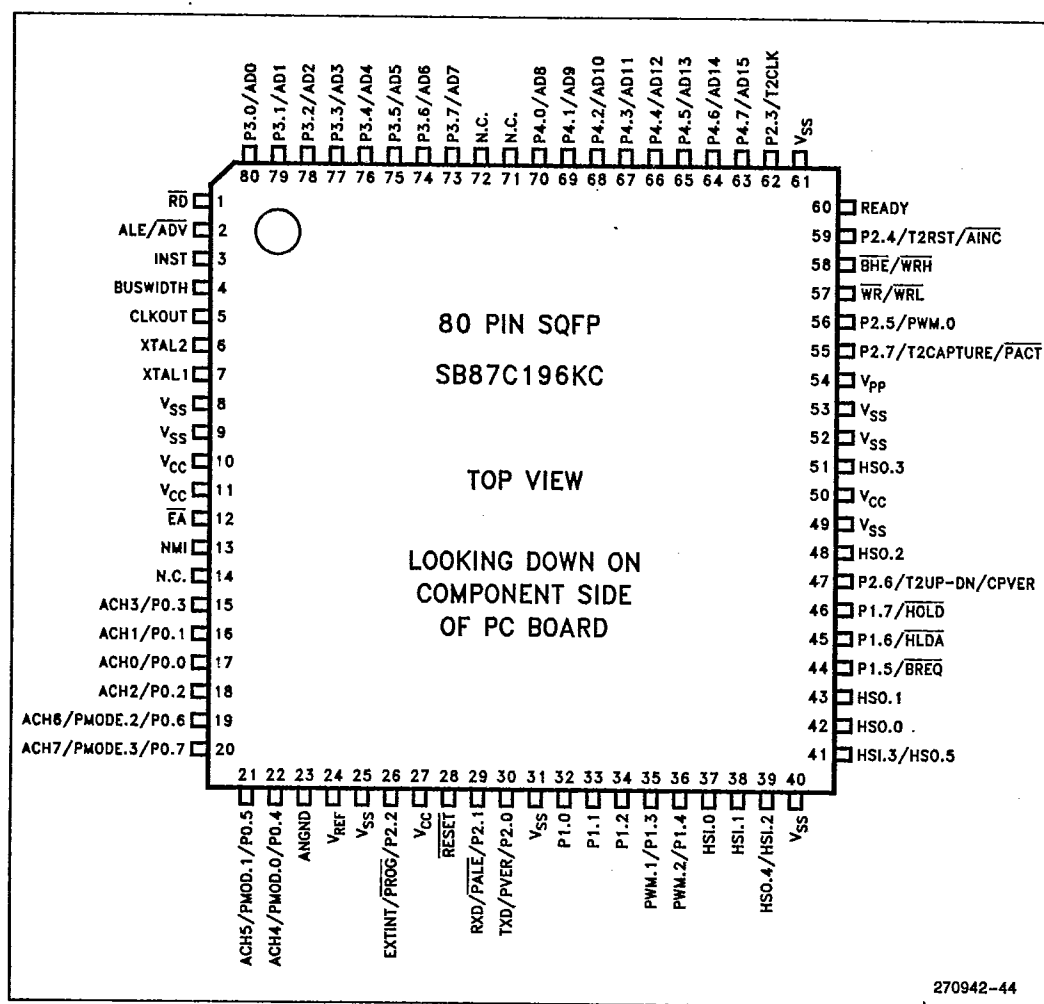 P3.0/AD0
P3.1/AD1
P3.2/AD2
P3.3/AD3
P3.4/AD4
P3.5/AD5
P3.6/AD6
P3.7/AD7
N.C.
N.C.
P4.0/AD8
P4.1/AD9
P4.2/AD10
P4.3/AD11
P4.4/AD12
P4.5/AD13
P4.6/AD14
P4.7/AD15
P2.3/T2CLK
VSS
80 79 78 77 76 75 74 73 72 71 70 69 68 67 66 65 64 63 62 61
RD 1
ALE/ADV 2
INST 3
BUSWIDTH 4
CLKOUT 5
XTAL2 6
XTAL1 7
VSS 8
VSS 9
VCC 10
VCC 11
EA 12
NMI 13
N.C. 14
ACH3/P0.3 15
ACH1/P0.1 16
ACH0/P0.0 17
ACH2/P0.2 18
ACH6/PMODE.2/P0.6 19
ACH7/PMODE.3/P0.7 20
80 PIN SQFP
SB87C196KC
TOP VIEW
LOOKING DOWN ON
COMPONENT SIDE
OF PC BOARD
60 READY
59 P2.4/T2RST/AINC
58 BHE/WRH
57 WR/WRL
56 P2.5/PWM.0
55 P2.7/T2CAPTURE/PACT
54 VPP
53 VSS
52 VSS
51 HSO.3
50 VCC
49 VSS
48 HSO.2
47 P2.6/T2UP-DN/CPVER
46 P1.7/HOLD
45 P1.6/HLDA
44 P1.5/BREQ
43 HSO.1
42 HSO.0
41 HSI.3/HSO.5
21 22 23 24 25 26 27 28 29 30 31 32 33 34 35 36 37 38 39 40
ACH5/PMOD.1/P0.5
ACH4/PMOD.0/P0.4
ANGND
VREF
VSS
EXTINT/PROG/P2.2
VCC
RESET
RXD/PALE/P2.1
TXD/PVER/P2.0
VSS
P1.0
P1.1
P1.2
PWM.1/P1.3
PWM.2/P1.4
HSI.0
HSI.1
HSO.4/HSI.2
VSS
270942-44